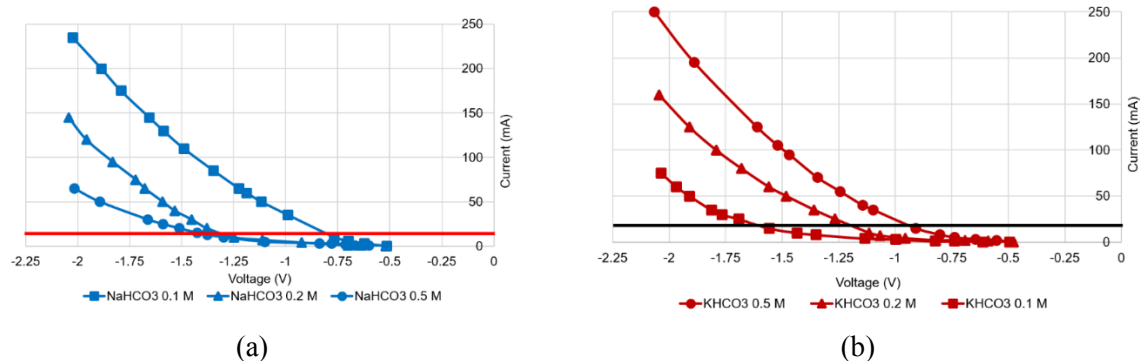 (a)
250
200
150
100
50
0
Current (mA)
-2.25 -2 -1.75 -1.5 -1.25 -1 -0.75 -0.5 -0.25 0
Voltage (V)
NaHCO3 0.1 M NaHCO3 0.2 M NaHCO3 0.5 M
(b)
250
200
150
100
50
0
Current (mA)
-2.25 -2 -1.75 -1.5 -1.25 -1 -0.75 -0.5 -0.25 0
Voltage (V)
KHCO3 0.5 M KHCO3 0.2 M KHCO3 0.1 M